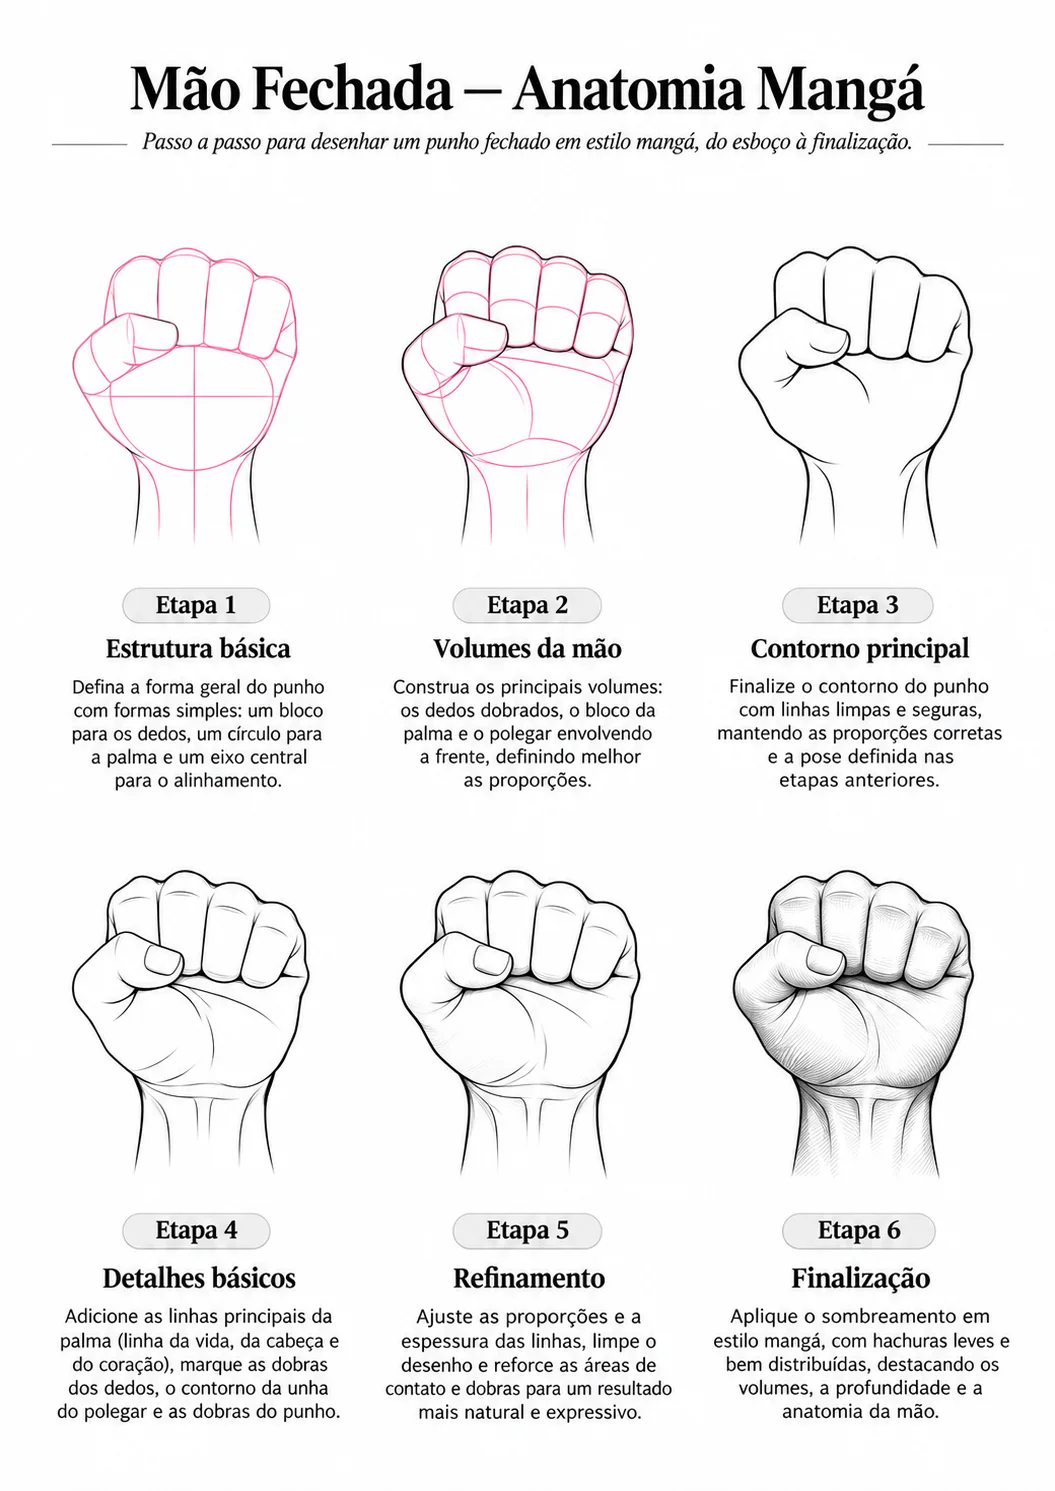 Mão Fechada — Anatomia Mangá
Passo a passo para desenhar um punho fechado em estilo mangá, do esboço à finalização.
Etapa 1
Estrutura básica
Defina a forma geral do punho
com formas simples: um bloco
para os dedos, um círculo para
a palma e um eixo central
para o alinhamento.
Etapa 2
Volumes da mão
Construa os principais volumes:
os dedos dobrados, o bloco da
palma e o polegar envolvendo
a frente, definindo melhor
as proporções.
Etapa 3
Contorno principal
Finalize o contorno do punho
com linhas limpas e seguras,
mantendo as proporções corretas
e a pose definida nas
etapas anteriores.
Etapa 4
Detalhes básicos
Adicione as linhas principais da
palma (linha da vida, da cabeça e
do coração), marque as dobras
dos dedos, o contorno da unha
do polegar e as dobras do punho.
Etapa 5
Refinamento
Ajuste as proporções e a
espessura das linhas, limpe o
desenho e reforce as áreas de
contato e dobras para um resultado
mais natural e expressivo.
Etapa 6
Finalização
Aplique o sombreamento em
estilo mangá, com hachuras leves e
bem distribuídas, destacando os
volumes, a profundidade e a
anatomia da mão.